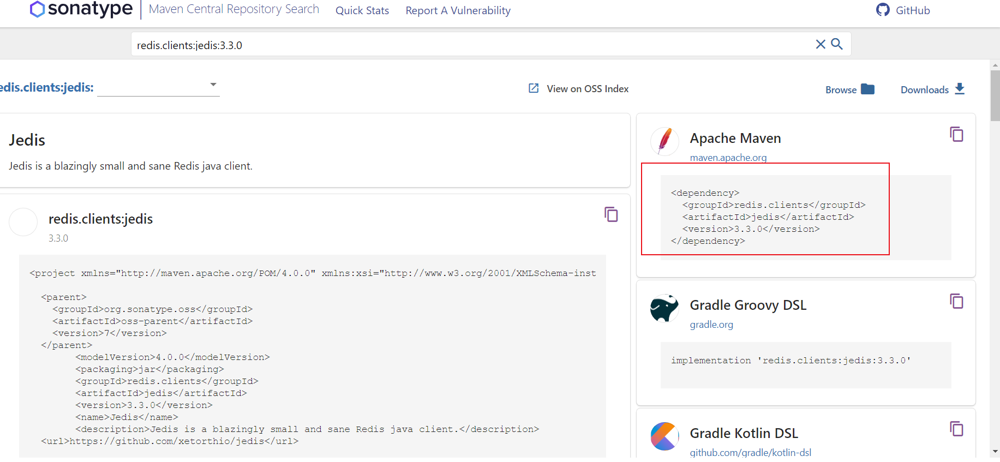 sonatype
Maven Central Repository Search
Quick Stats
Report A Vulnerability
GitHub
redis.clients:jedis:3.3.0
edis.clients:jedis:
View on OSS Index
Browse
Downloads
Jedis
Jedis is a blazingly small and sane Redis java client.
redis.clients:jedis
3.3.0
<project xmlns="http://maven.apache.org/POM/4.0.0" xmlns:xsi="http://www.w3.org/2001/XMLSchema-inst
<parent>
<groupId>org.sonatype.oss</groupId>
<artifactId>oss-parent</artifactId>
<version>7</version>
</parent>
<modelVersion>4.0.0</modelVersion>
<packaging>jar</packaging>
<groupId>redis.clients</groupId>
<artifactId>jedis</artifactId>
<version>3.3.0</version>
<name>Jedis</name>
<description>Jedis is a blazingly small and sane Redis java client.</description>
<url>https://github.com/xetorthio/jedis</url>
Apache Maven
maven.apache.org
<dependency>
<groupId>redis.clients</groupId>
<artifactId>jedis</artifactId>
<version>3.3.0</version>
</dependency>
Gradle Groovy DSL
gradle.org
implementation 'redis.clients:jedis:3.3.0'
Gradle Kotlin DSL
github.com/gradle/kotlin-dsl